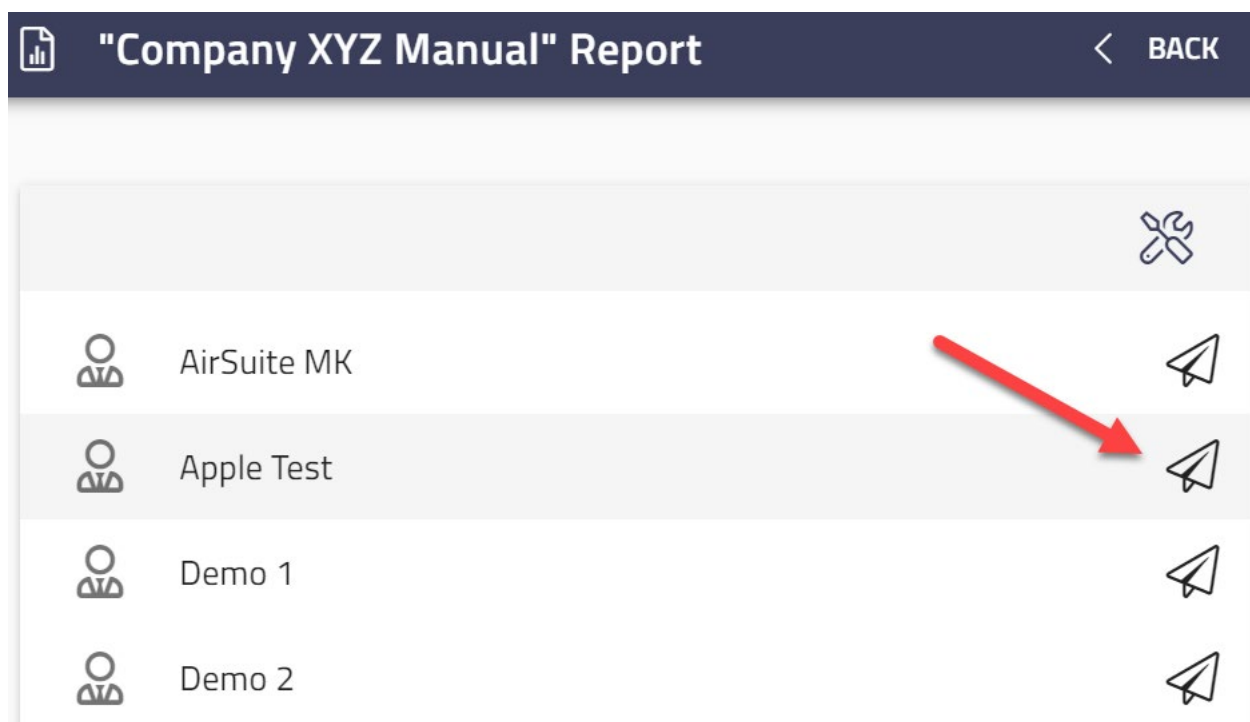 "Company XYZ Manual" Report
BACK
AirSuite MK
Apple Test
Demo 1
Demo 2